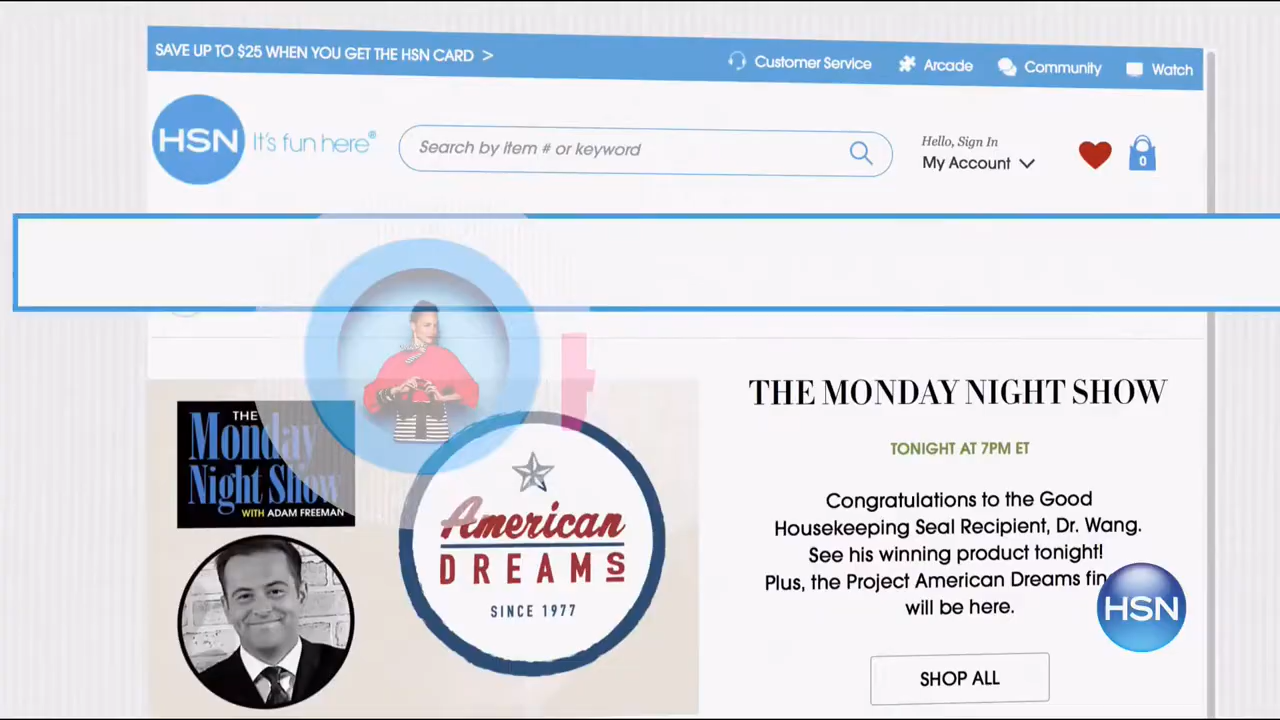 SAVE UP TO $25 WHEN YOU GET THE HSN CARD >
Customer Service
Arcade
Community
Watch
HSN It's fun here®
Search by item # or keyword
Hello, Sign In
My Account
0
THE MONDAY NIGHT SHOW
TONIGHT AT 7PM ET
Congratulations to the Good
Housekeeping Seal Recipient, Dr. Wang.
See his winning product tonight!
Plus, the Project American Dreams
will be here.
SHOP ALL
THE
Monday
Night Show
WITH ADAM FREEMAN
American
DREAMS
SINCE 1977
HSN